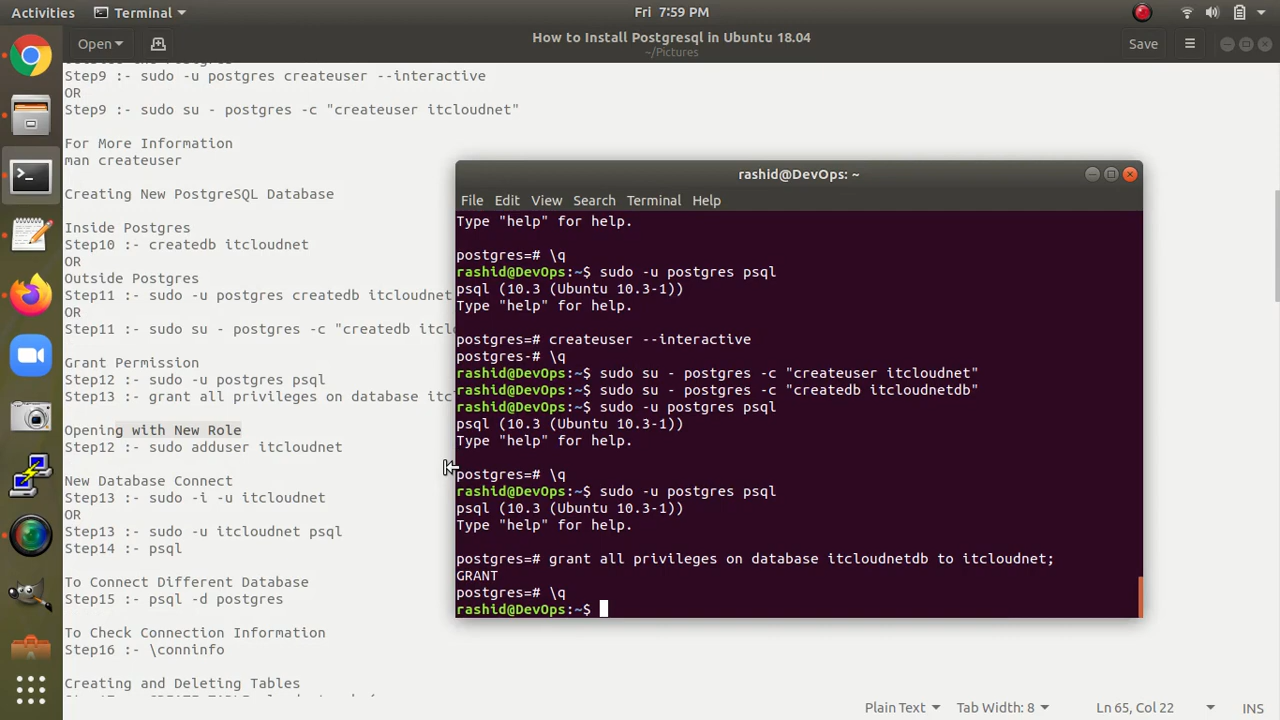 Activities
Terminal
Fri  7:59 PM
Open
How to Install Postgresql in Ubuntu 18.04
~/Pictures
Save
Step9 :- sudo -u postgres createuser --interactive
OR
Step9 :- sudo su - postgres -c "createuser itcloudnet"
For More Information
man createuser
Creating New PostgreSQL Database
Inside Postgres
Step10 :- createdb itcloudnet
OR
Outside Postgres
Step11 :- sudo -u postgres createdb itcloudnet
OR
Step11 :- sudo su - postgres -c "createdb itclo
Grant Permission
Step12 :- sudo -u postgres psql
Step13 :- grant all privileges on database itc
Opening with New Role
Step12 :- sudo adduser itcloudnet
New Database Connect
Step13 :- sudo -i -u itcloudnet
OR
Step13 :- sudo -u itcloudnet psql
Step14 :- psql
To Connect Different Database
Step15 :- psql -d postgres
To Check Connection Information
Step16 :- \conninfo
Creating and Deleting Tables
rashid@DevOps: ~
File Edit View Search Terminal Help
Type "help" for help.
postgres=# \q
rashid@DevOps:~$ sudo -u postgres psql
psql (10.3 (Ubuntu 10.3-1))
Type "help" for help.
postgres=# createuser --interactive
postgres-# \q
rashid@DevOps:~$ sudo su - postgres -c "createuser itcloudnet"
rashid@DevOps:~$ sudo su - postgres -c "createdb itcloudnetdb"
rashid@DevOps:~$ sudo -u postgres psql
psql (10.3 (Ubuntu 10.3-1))
Type "help" for help.
postgres=# \q
rashid@DevOps:~$ sudo -u postgres psql
psql (10.3 (Ubuntu 10.3-1))
Type "help" for help.
postgres=# grant all privileges on database itcloudnetdb to itcloudnet;
GRANT
postgres=# \q
rashid@DevOps:~$
Plain Text
Tab Width: 8
Ln 65, Col 22
INS